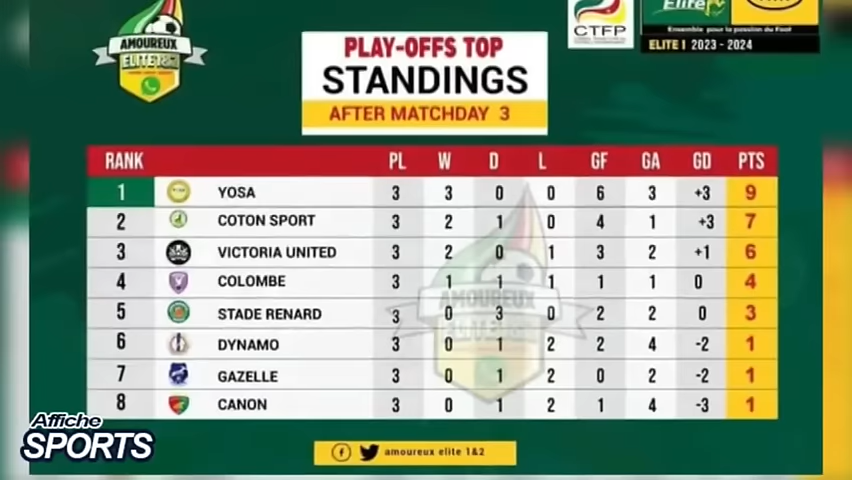 AMOUREUX
ELITE 1&2
CTFP
Elite
Ensemble pour la passion du Foot
ELITE I 2023 - 2024
PLAY-OFFS TOP
STANDINGS
AFTER MATCHDAY 3
RANK PL W D L GF GA GD PTS
1 YOSA 3 3 0 0 6 3 +3 9
2 COTON SPORT 3 2 1 0 4 1 +3 7
3 VICTORIA UNITED 3 2 0 1 3 2 +1 6
4 COLOMBE 3 1 1 1 1 1 0 4
5 STADE RENARD 3 0 3 0 2 2 0 3
6 DYNAMO 3 0 1 2 2 4 -2 1
7 GAZELLE 3 0 1 2 0 2 -2 1
8 CANON 3 0 1 2 1 4 -3 1
AMOUREUX
Affiche
SPORTS
amoureux elite 1&2